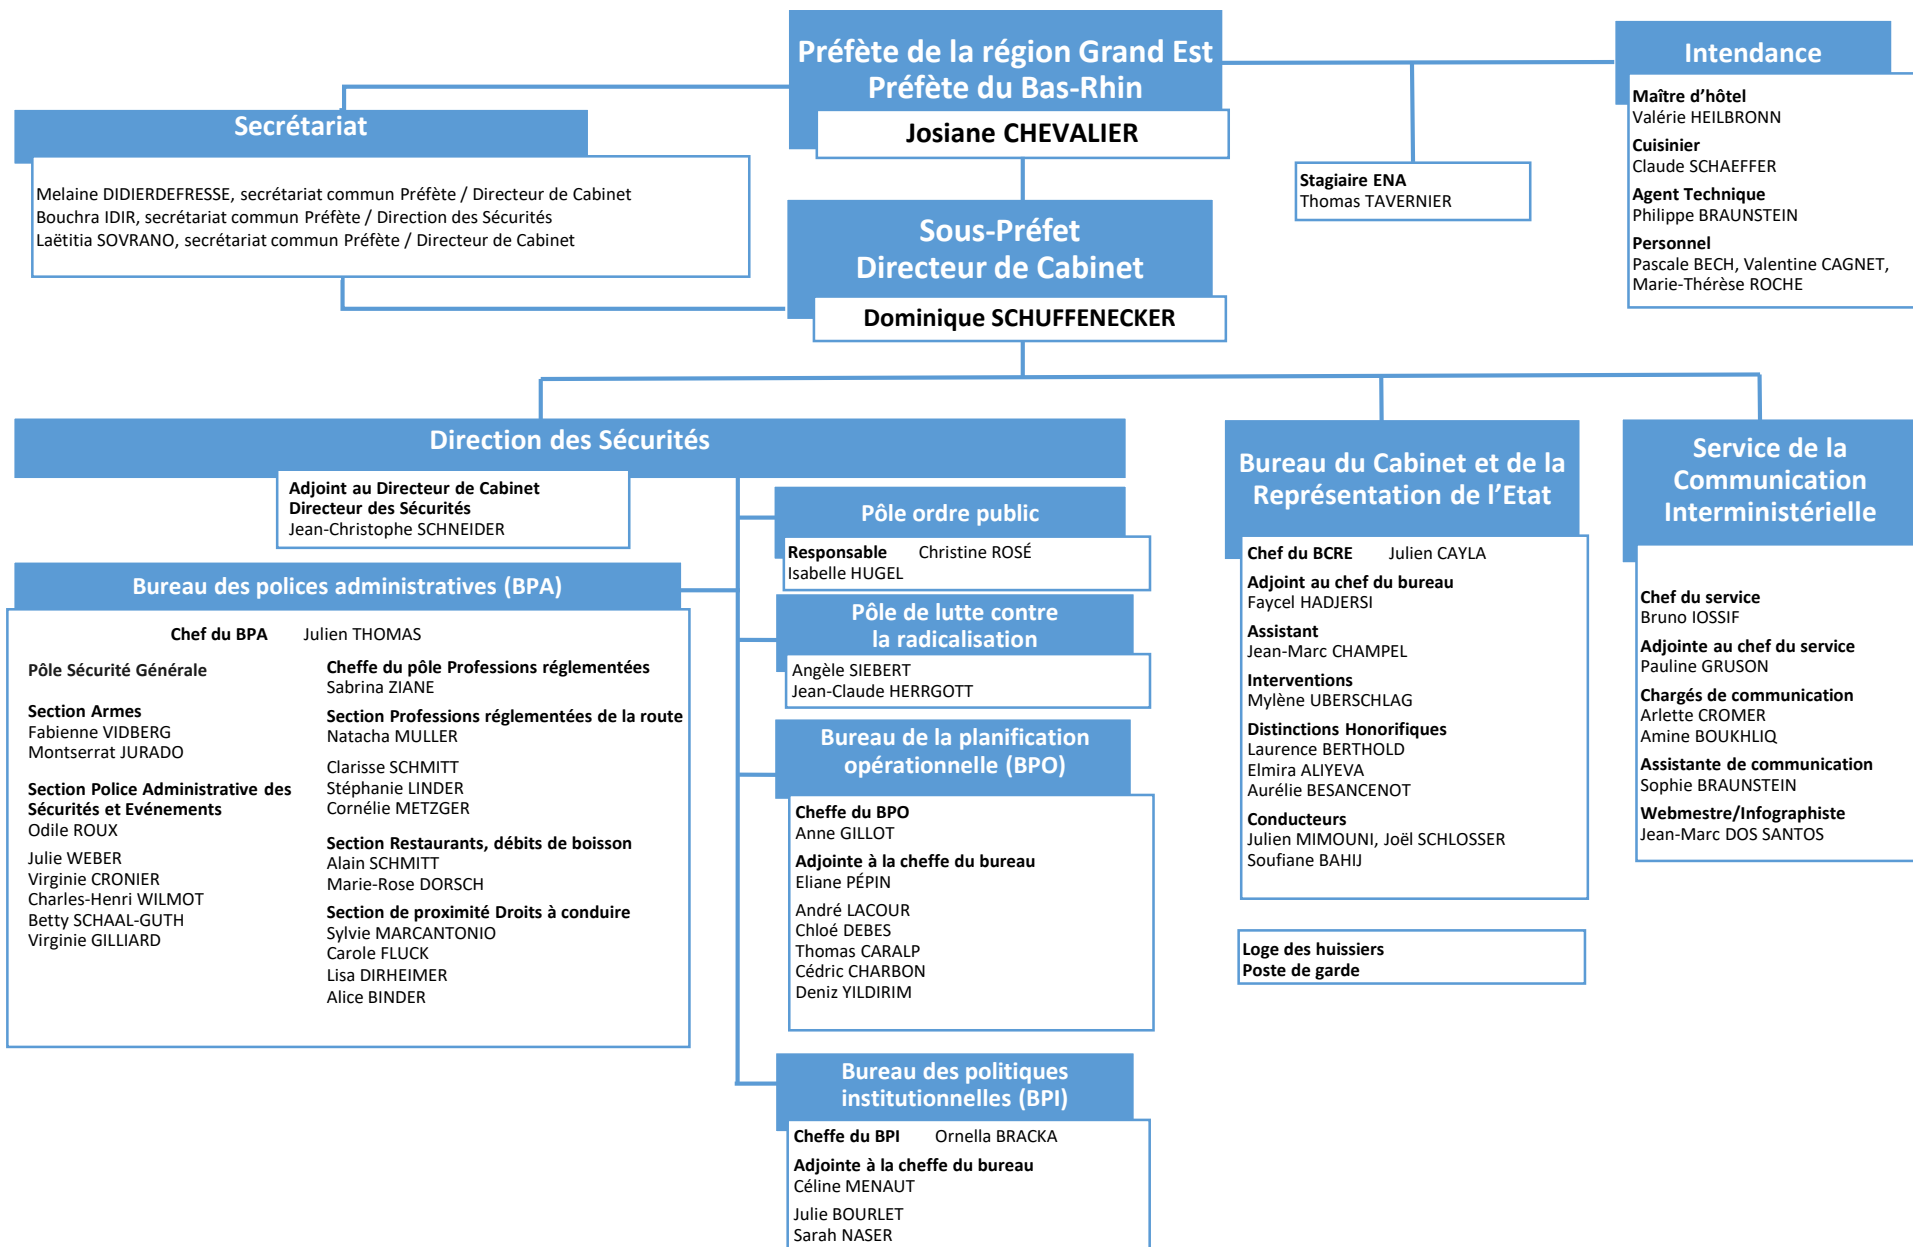 Préfète de la région Grand Est
Préfète du Bas-Rhin
Josiane CHEVALIER
Secrétariat
Melaine DIDIERDEFRESSE, secrétariat commun Préfète / Directeur de Cabinet
Bouchra IDIR, secrétariat commun Préfète / Direction des Sécurités
Laëtitia SOVRANO, secrétariat commun Préfète / Directeur de Cabinet
Stagiaire ENA
Thomas TAVERNIER
Intendance
Maître d’hôtel
Valérie HEILBRONN
Cuisinier
Claude SCHAEFFER
Agent Technique
Philippe BRAUNSTEIN
Personnel
Pascale BECH, Valentine CAGNET,
Marie-Thérèse ROCHE
Sous-Préfet
Directeur de Cabinet
Dominique SCHUFFENECKER
Direction des Sécurités
Adjoint au Directeur de Cabinet
Directeur des Sécurités
Jean-Christophe SCHNEIDER
Bureau des polices administratives (BPA)
Chef du BPA Julien THOMAS
Pôle Sécurité Générale
Section Armes
Fabienne VIDBERG
Montserrat JURADO
Section Police Administrative des
Sécurités et Evénements
Odile ROUX
Julie WEBER
Virginie CRONIER
Charles-Henri WILMOT
Betty SCHAAL-GUTH
Virginie GILLIARD
Cheffe du pôle Professions réglementées
Sabrina ZIANE
Section Professions réglementées de la route
Natacha MULLER
Clarisse SCHMITT
Stéphanie LINDER
Cornélie METZGER
Section Restaurants, débits de boisson
Alain SCHMITT
Marie-Rose DORSCH
Section de proximité Droits à conduire
Sylvie MARCANTONIO
Carole FLUCK
Lisa DIRHEIMER
Alice BINDER
Pôle ordre public
Responsable Christine ROSÉ
Isabelle HUGEL
Pôle de lutte contre
la radicalisation
Angèle SIEBERT
Jean-Claude HERRGOTT
Bureau de la planification
opérationnelle (BPO)
Cheffe du BPO
Anne GILLOT
Adjointe à la cheffe du bureau
Eliane PÉPIN
André LACOUR
Chloé DEBES
Thomas CARALP
Cédric CHARBON
Deniz YILDIRIM
Bureau des politiques
institutionnelles (BPI)
Cheffe du BPI Ornella BRACKA
Adjointe à la cheffe du bureau
Céline MENAUT
Julie BOURLET
Sarah NASER
Bureau du Cabinet et de la
Représentation de l’Etat
Chef du BCRE Julien CAYLA
Adjoint au chef du bureau
Faycel HADJERSI
Assistant
Jean-Marc CHAMPEL
Interventions
Mylène UBERSCHLAG
Distinctions Honorifiques
Laurence BERTHOLD
Elmira ALIYEVA
Aurélie BESANCENOT
Conducteurs
Julien MIMOUNI, Joël SCHLOSSER
Soufiane BAHIJ
Loge des huissiers
Poste de garde
Service de la
Communication
Interministérielle
Chef du service
Bruno IOSSIF
Adjointe au chef du service
Pauline GRUSON
Chargés de communication
Arlette CROMER
Amine BOUKHLIQ
Assistante de communication
Sophie BRAUNSTEIN
Webmestre/Infographiste
Jean-Marc DOS SANTOS